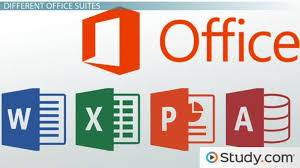 DIFFERENT OFFICE SUITES
Office
W X P A
Study.com